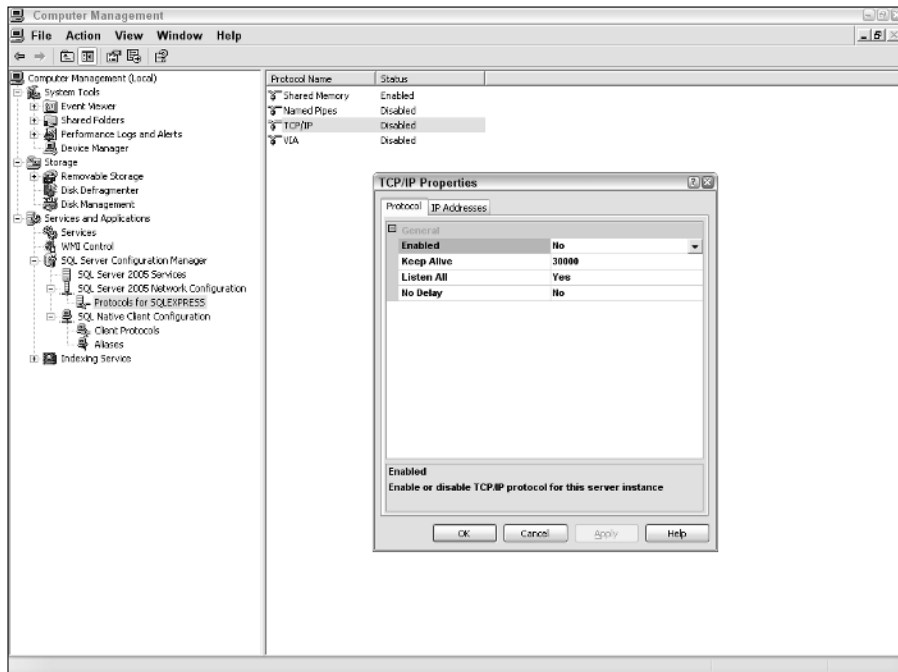 Computer Management
File Action View Window Help
Computer Management (Local)
System Tools
Event Viewer
Shared Folders
Performance Logs and Alerts
Device Manager
Storage
Removable Storage
Disk Defragmenter
Disk Management
Services and Applications
Services
WMI Control
SQL Server Configuration Manager
SQL Server 2005 Services
SQL Server 2005 Network Configuration
Protocols for SQLEXPRESS
SQL Native Client Configuration
Client Protocols
Aliases
Indexing Service
Protocol Name Status
Shared Memory Enabled
Named Pipes Disabled
TCP/IP Disabled
VIA Disabled
TCP/IP Properties
Protocol IP Addresses
General
Enabled No
Keep Alive 30000
Listen All Yes
No Delay No
Enabled
Enable or disable TCP/IP protocol for this server instance
OK Cancel Apply Help